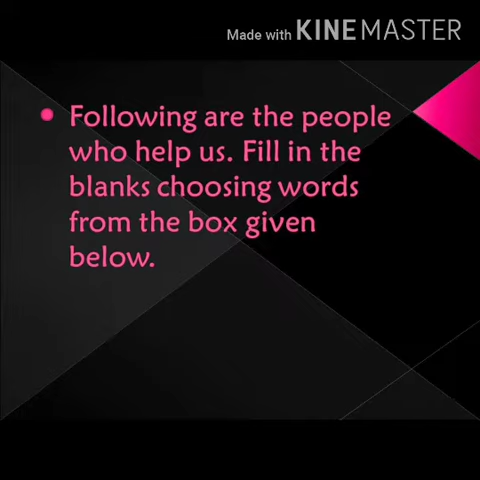 Made with KINEMASTER
Following are the people
who help us. Fill in the
blanks choosing words
from the box given
below.